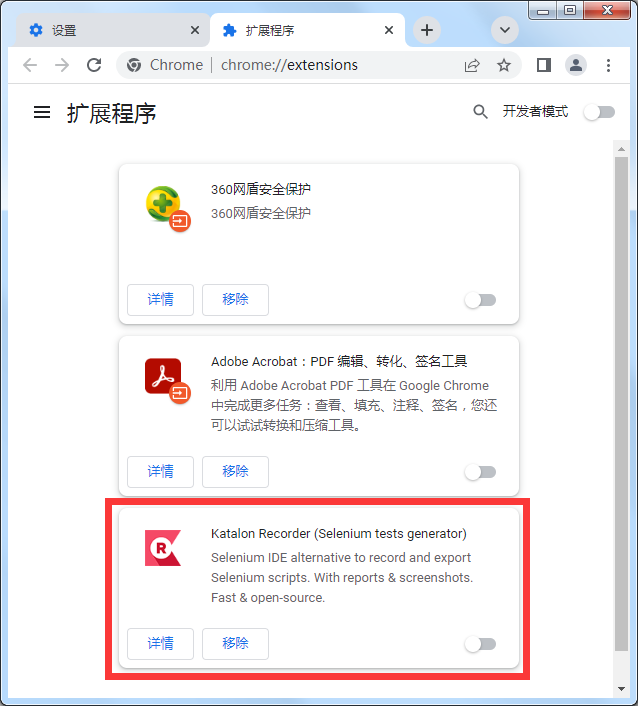 设置
扩展程序
Chrome | chrome://extensions
扩展程序
开发者模式
360网盾安全保护
360网盾安全保护
详情
移除
Adobe Acrobat：PDF 编辑、转化、签名工具
利用 Adobe Acrobat PDF 工具在 Google Chrome
中完成更多任务：查看、填充、注释、签名，您还
可以试试转换和压缩工具。
详情
移除
R
Katalon Recorder (Selenium tests generator)
Selenium IDE alternative to record and export
Selenium scripts. With reports & screenshots.
Fast & open-source.
详情
移除